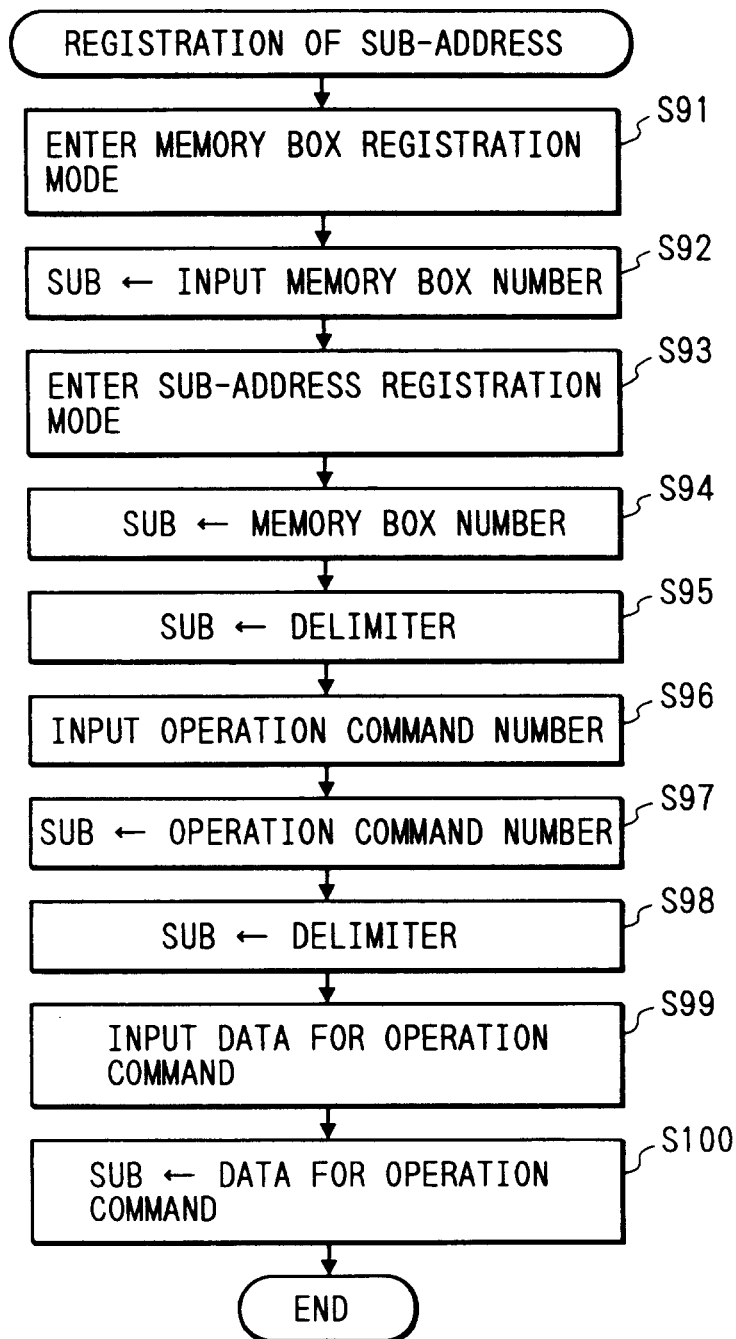 REGISTRATION OF SUB-ADDRESS
S91
ENTER MEMORY BOX REGISTRATION
MODE
S92
SUB ← INPUT MEMORY BOX NUMBER
S93
ENTER SUB-ADDRESS REGISTRATION
MODE
S94
SUB ← MEMORY BOX NUMBER
S95
SUB ← DELIMITER
S96
INPUT OPERATION COMMAND NUMBER
S97
SUB ← OPERATION COMMAND NUMBER
S98
SUB ← DELIMITER
S99
INPUT DATA FOR OPERATION
COMMAND
S100
SUB ← DATA FOR OPERATION
COMMAND
END